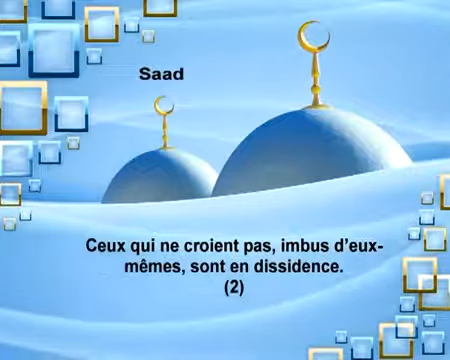 Saad
Ceux qui ne croient pas, imbus d’eux-
mêmes, sont en dissidence.
(2)